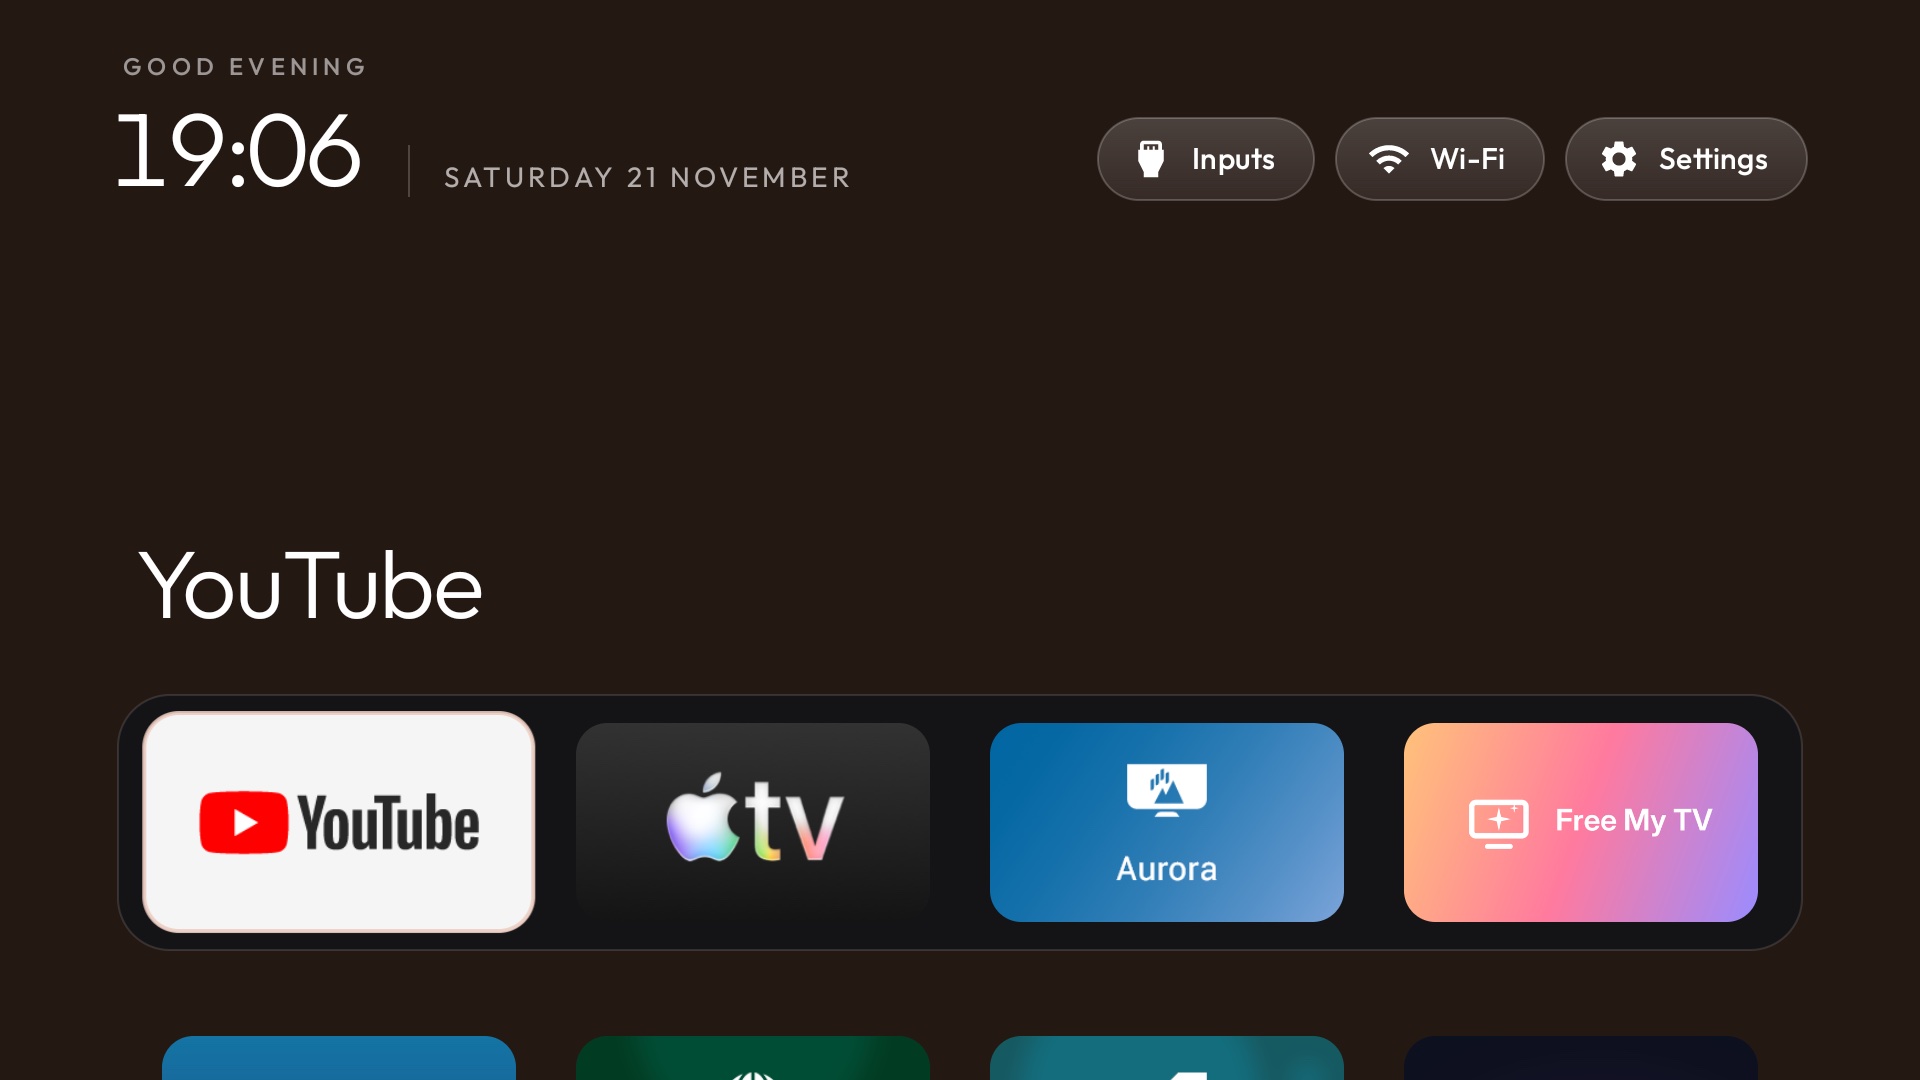 GOOD EVENING
19:06
SATURDAY 21 NOVEMBER
Inputs
Wi-Fi
Settings
YouTube
YouTube
tv
Aurora
Free My TV